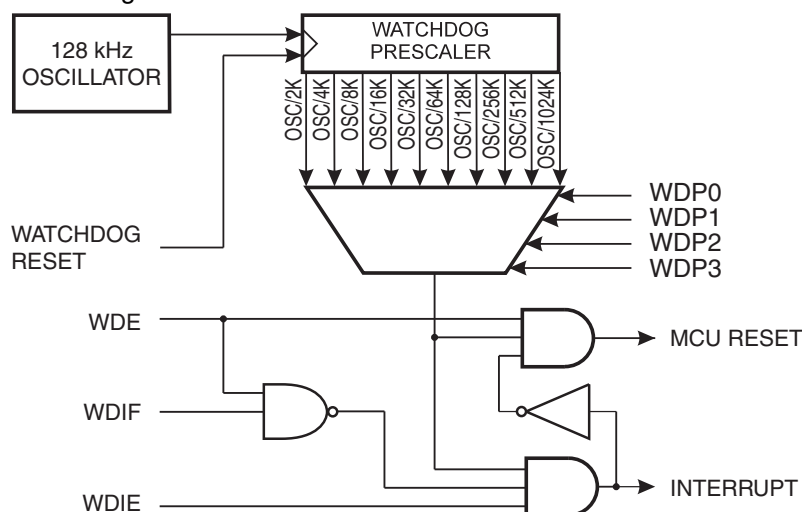 WATCHDOG
PRESCALER
128 kHz
OSCILLATOR
OSC/2K
OSC/4K
OSC/8K
OSC/16K
OSC/32K
OSC/64K
OSC/128K
OSC/256K
OSC/512K
OSC/1024K
WDP0
WDP1
WDP2
WDP3
WATCHDOG
RESET
WDE
MCU RESET
WDIF
INTERRUPT
WDIE